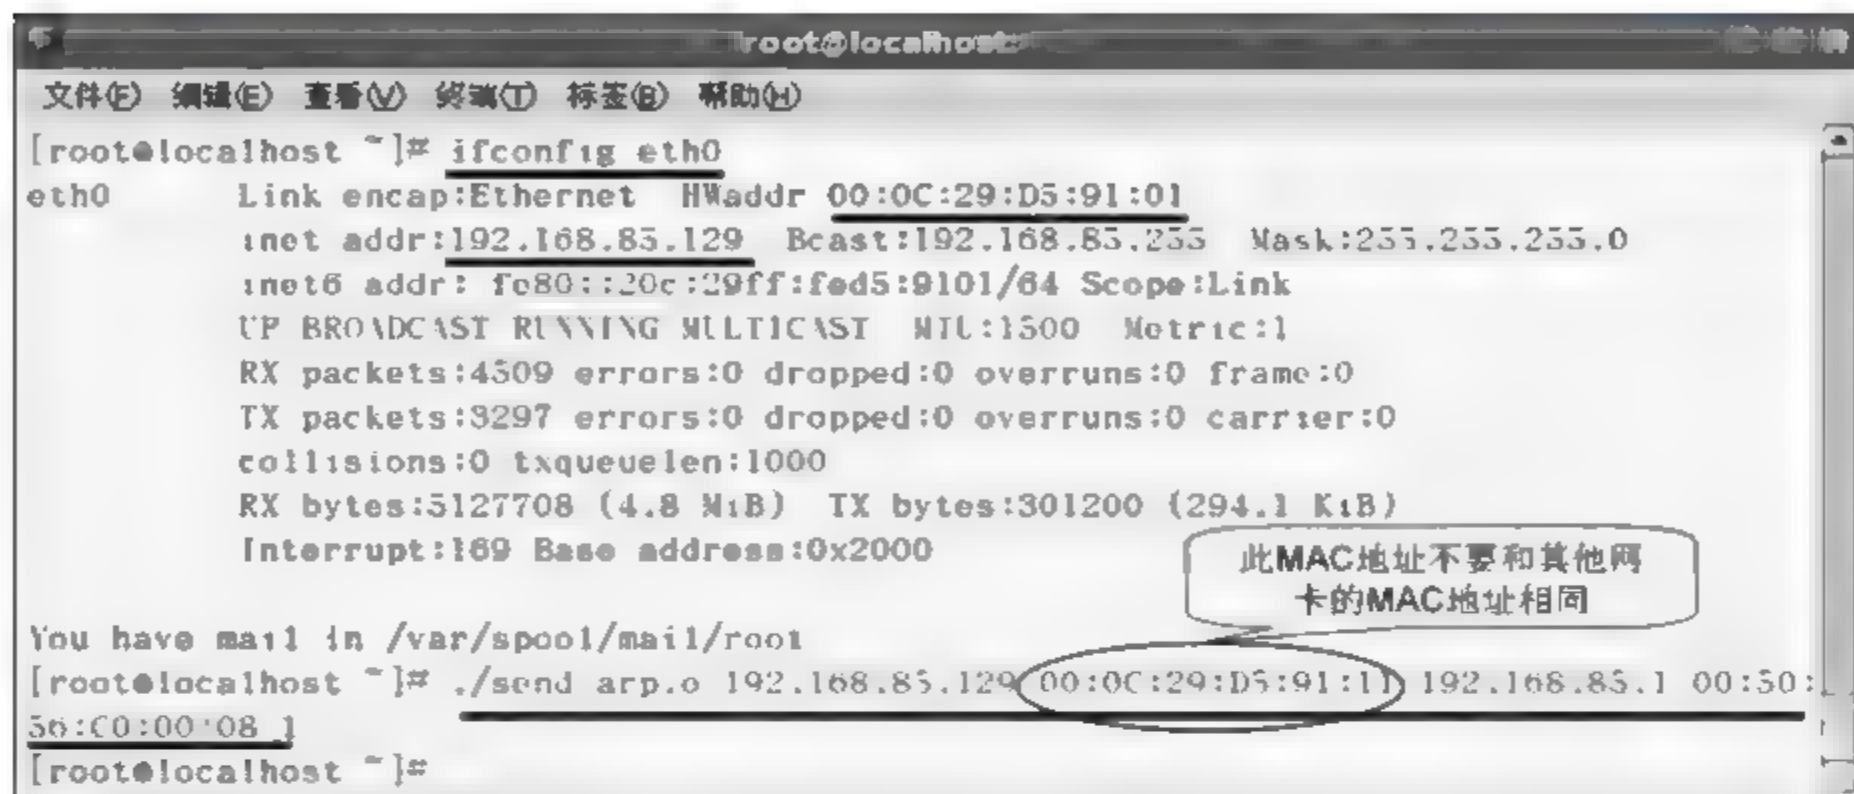 root@localhost:~
文件(F) 编辑(E) 查看(V) 终端(T) 标签(B) 帮助(H)
[root@localhost ~]# ifconfig eth0
eth0 Link encap:Ethernet HWaddr 00:0C:29:D5:91:01
inet addr:192.168.85.129 Bcast:192.168.85.255 Mask:255.255.255.0
inet6 addr: fe80::20c:29ff:fed5:9101/64 Scope:Link
UP BROADCAST RUNNING MULTICAST MTU:1500 Metric:1
RX packets:4509 errors:0 dropped:0 overruns:0 frame:0
TX packets:3297 errors:0 dropped:0 overruns:0 carrier:0
collisions:0 txqueuelen:1000
RX bytes:5127708 (4.8 MiB) TX bytes:301200 (294.1 KiB)
Interrupt:169 Base address:0x2000
此MAC地址不要和其他网
卡的MAC地址相同
You have mail in /var/spool/mail/root
[root@localhost ~]# ./send arp.o 192.168.85.129 00:0C:29:D5:91:11 192.168.85.1 00:50:
56:C0:00:08 1
[root@localhost ~]#